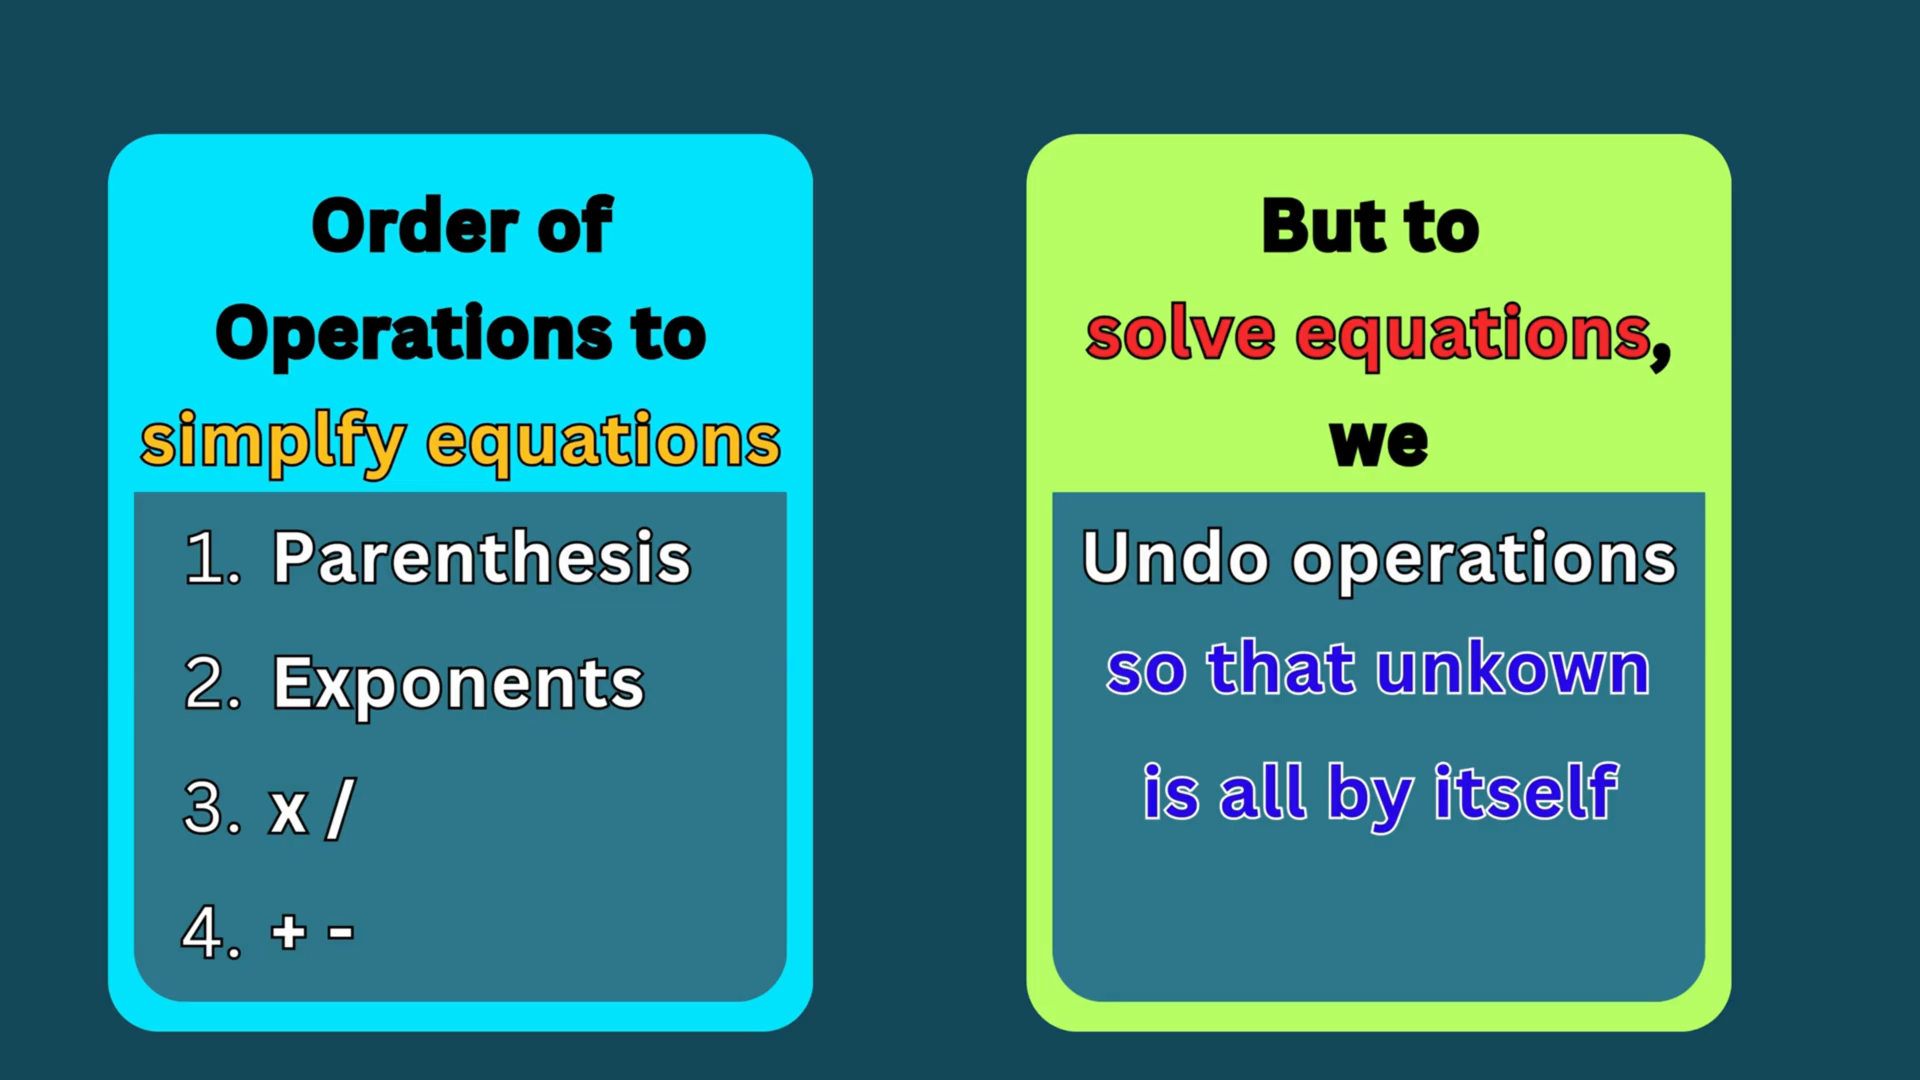 Order of
Operations to
simplfy equations
1. Parenthesis
2. Exponents
3. x /
4. + -
But to
solve equations,
we
Undo operations
so that unkown
is all by itself